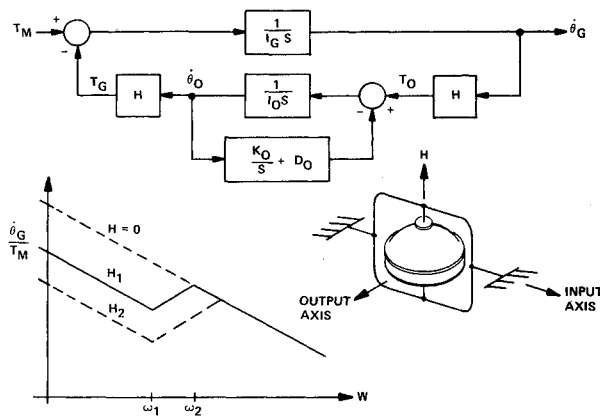 T_M + -
1 / I_G S
θ̇_G
T_G
H
θ̇_O
1 / I_O S
- +
T_O
H
K_O / S + D_O
θ̇_G / T_M
H = 0
H_1
H_2
ω_1
ω_2
W
H
OUTPUT
AXIS
INPUT
AXIS